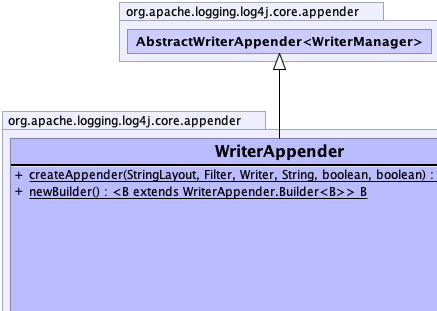 org.apache.logging.log4j.core.appender
AbstractWriterAppender<WriterManager>
org.apache.logging.log4j.core.appender
WriterAppender
+ createAppender(StringLayout, Filter, Writer, String, boolean, boolean) :
+ newBuilder() : <B extends WriterAppender.Builder<B>> B